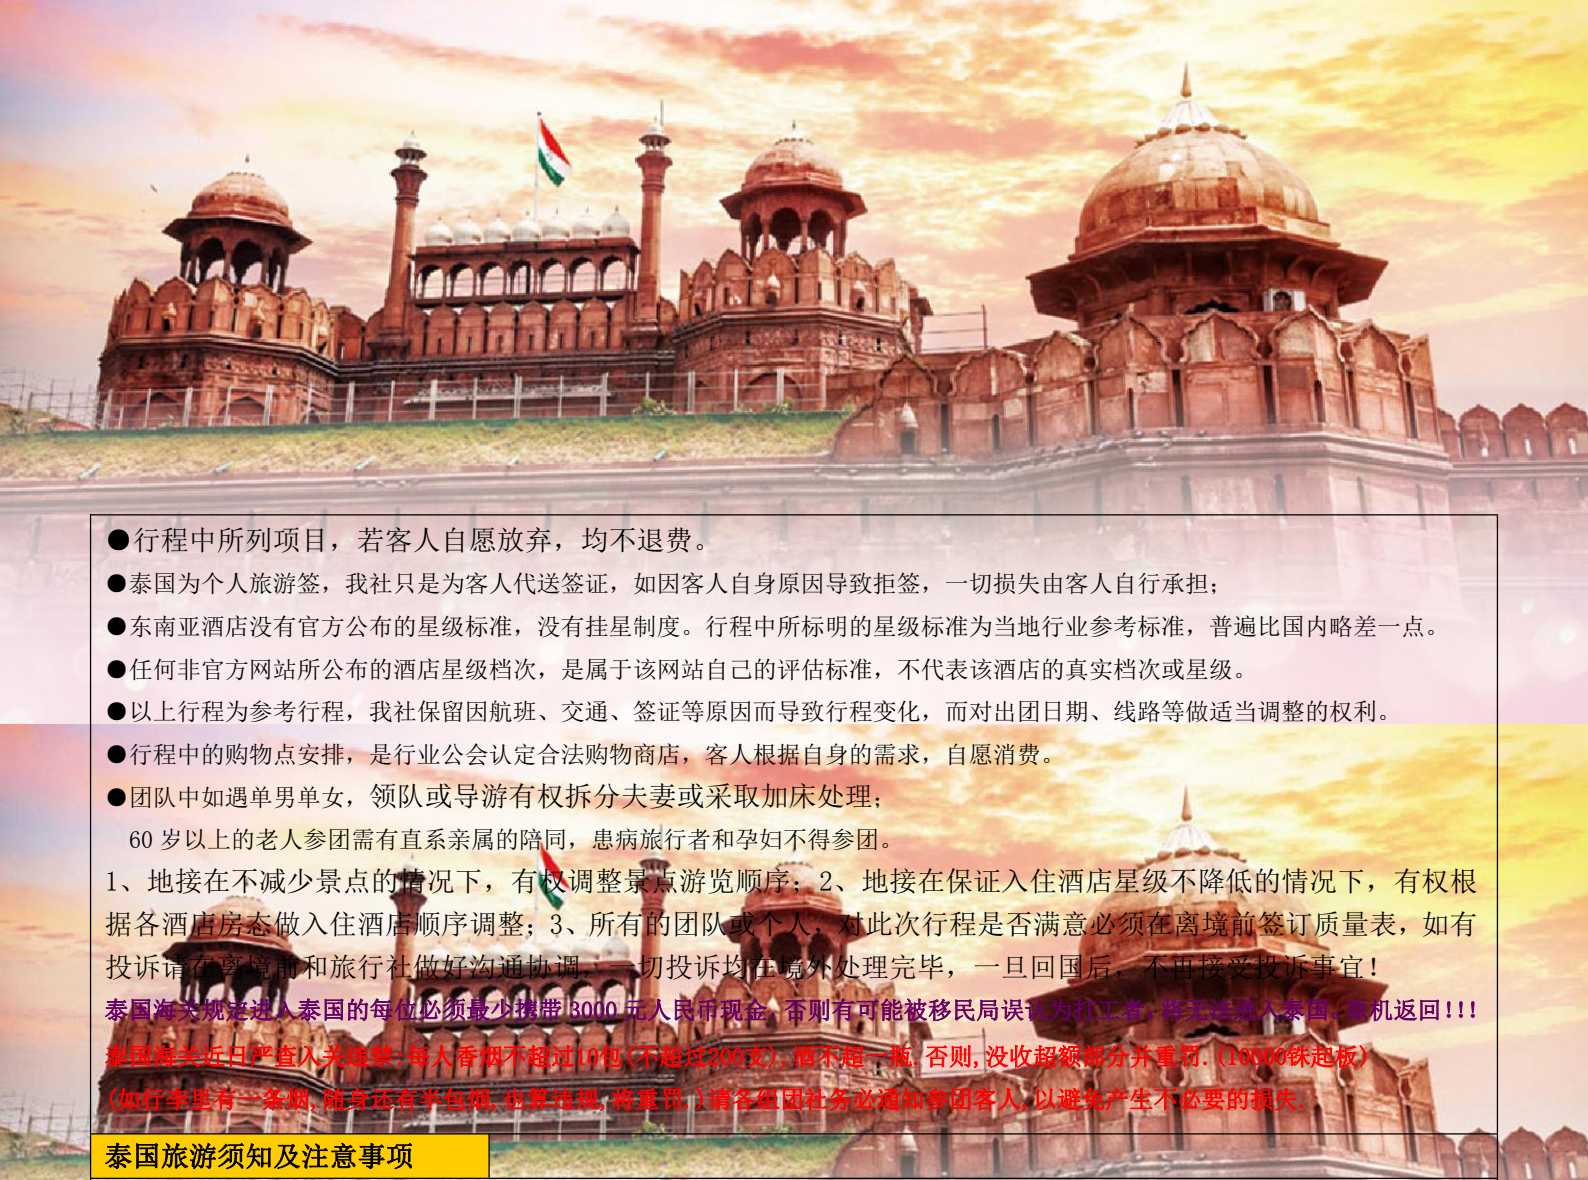 ●行程中所列项目，若客人自愿放弃，均不退费。
●泰国为个人旅游签，我社只是为客人代送签证，如因客人自身原因导致拒签，一切损失由客人自行承担；
●东南亚酒店没有官方公布的星级标准，没有挂星制度。行程中所标明的星级标准为当地行业参考标准，普遍比国内略差一点。
●任何非官方网站所公布的酒店星级档次，是属于该网站自己的评估标准，不代表该酒店的真实档次或星级。
●以上行程为参考行程，我社保留因航班、交通、签证等原因而导致行程变化，而对出团日期、线路等做适当调整的权利。
●行程中的购物点安排，是行业公会认定合法购物商店，客人根据自身的需求，自愿消费。
●团队中如遇单男单女，领队或导游有权拆分夫妻或采取加床处理；
60 岁以上的老人参团需有直系亲属的陪同，患病旅行者和孕妇不得参团。
1、地接在不减少景点的情况下，有权调整景点游览顺序；2、地接在保证入住酒店星级不降低的情况下，有权根
据各酒店房态做入住酒店顺序调整；3、所有的团队或个人，对此次行程是否满意必须在离境前签订质量表，如有
投诉请在离境前和旅行社做好沟通协调，一切投诉均在境外处理完毕，一旦回国后，不再接受投诉事宜！
泰国海关规定进入泰国的每位必须最少携带 3000 元人民币现金，否则有可能被移民局误认为打工者，将无法进入泰国。原机返回!!!
泰国海关近日严查入关违禁:每人香烟不超过10包(不超过200支),酒不超一瓶.否则,没收超额部分并重罚.(10000铢起板)
(如行李里有一条烟,随身还有半包烟,也算违规,将重罚.)请各组团社务必通知参团客人,以避免产生不必要的损失.
泰国旅游须知及注意事项